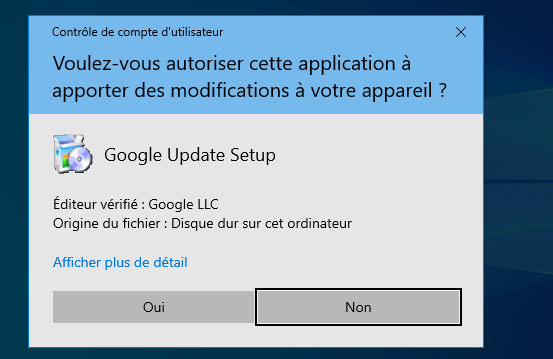 Contrôle de compte d'utilisateur
Voulez-vous autoriser cette application à
apporter des modifications à votre appareil ?
Google Update Setup
Éditeur vérifié : Google LLC
Origine du fichier : Disque dur sur cet ordinateur
Afficher plus de détail
Oui
Non